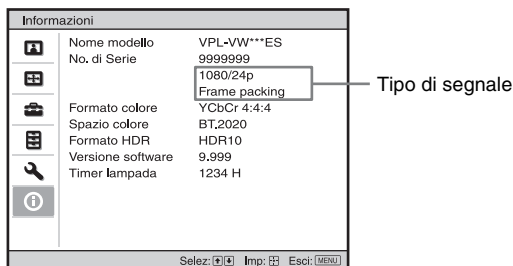 Informazioni
Nome modello VPL-VW***ES
No. di Serie 9999999
1080/24p
Frame packing
Tipo di segnale
Formato colore YCbCr 4:4:4
Spazio colore BT.2020
Formato HDR HDR10
Versione software 9.999
Timer lampada 1234 H
Selez: Imp: Esci: MENU